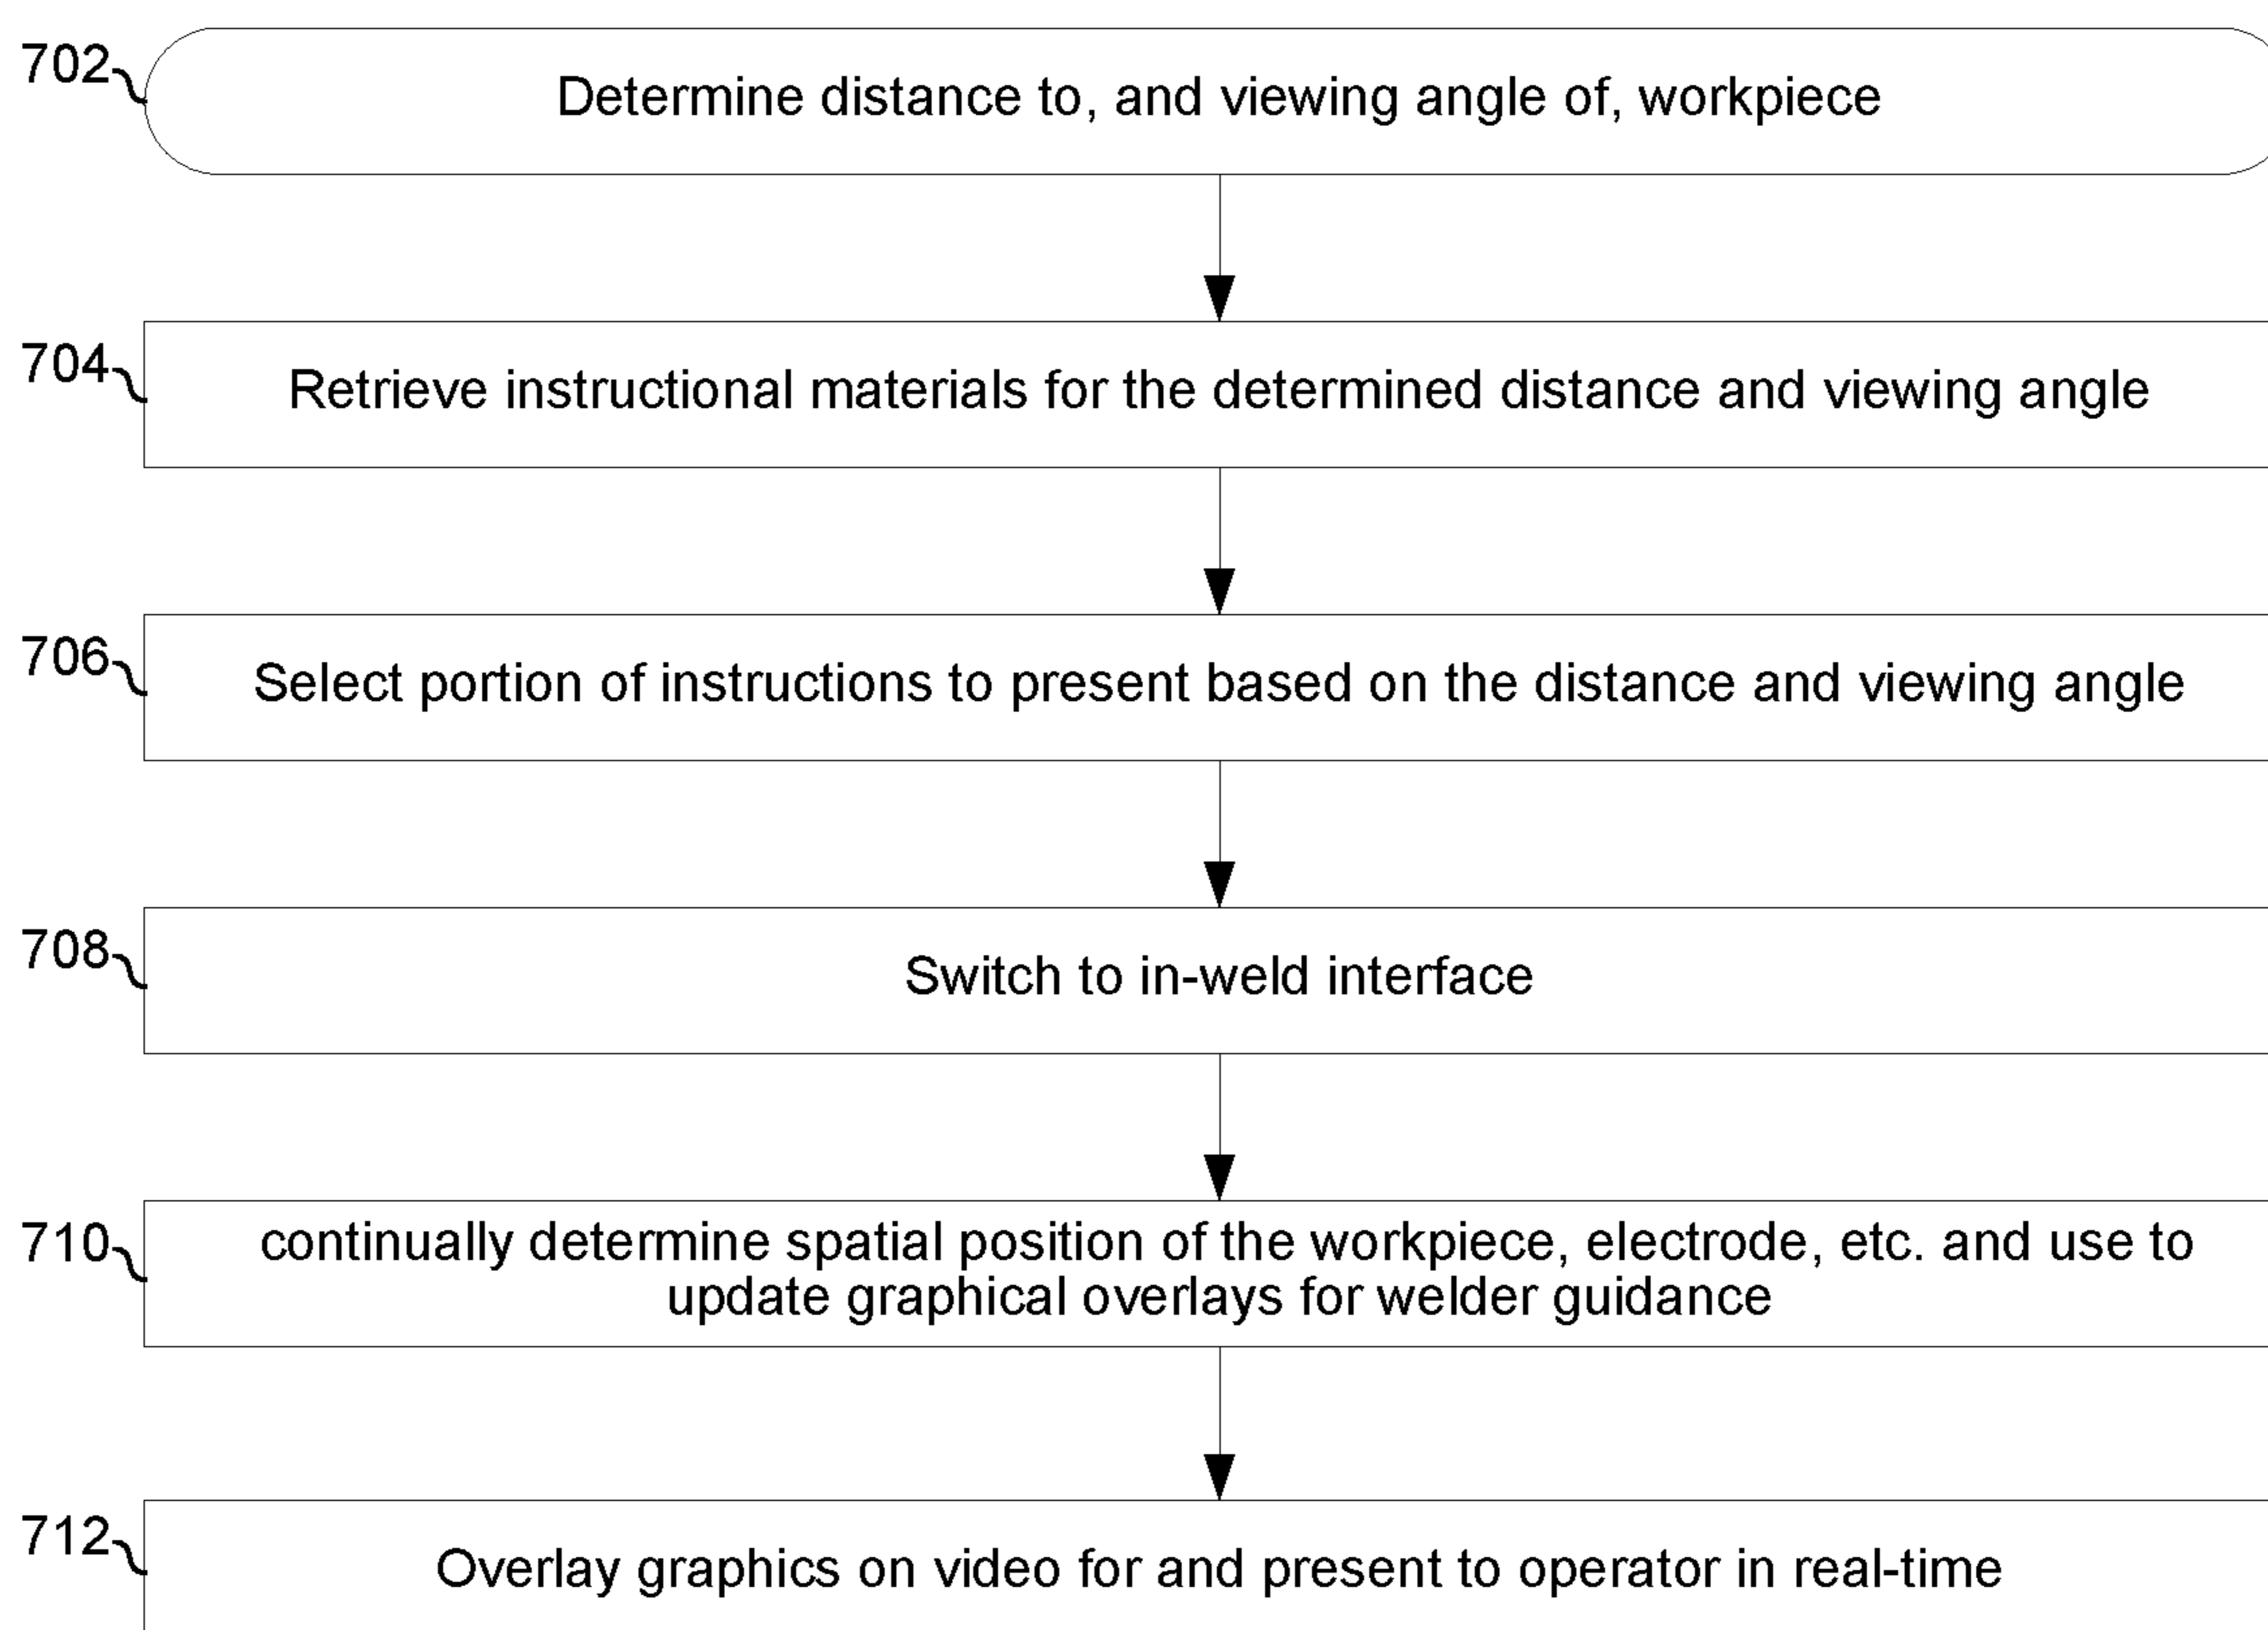 702
Determine distance to, and viewing angle of, workpiece
704
Retrieve instructional materials for the determined distance and viewing angle
706
Select portion of instructions to present based on the distance and viewing angle
708
Switch to in-weld interface
710
continually determine spatial position of the workpiece, electrode, etc. and use to
update graphical overlays for welder guidance
712
Overlay graphics on video for and present to operator in real-time